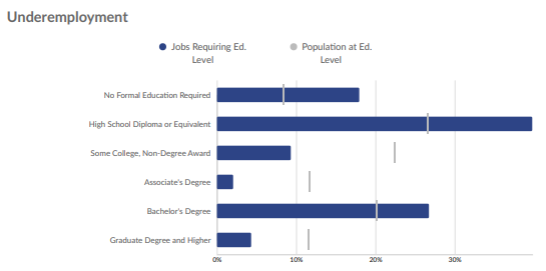 Underemployment
Jobs Requiring Ed.
Level
Population at Ed.
Level
No Formal Education Required
High School Diploma or Equivalent
Some College, Non-Degree Award
Associate's Degree
Bachelor's Degree
Graduate Degree and Higher
0% 10% 20% 30%